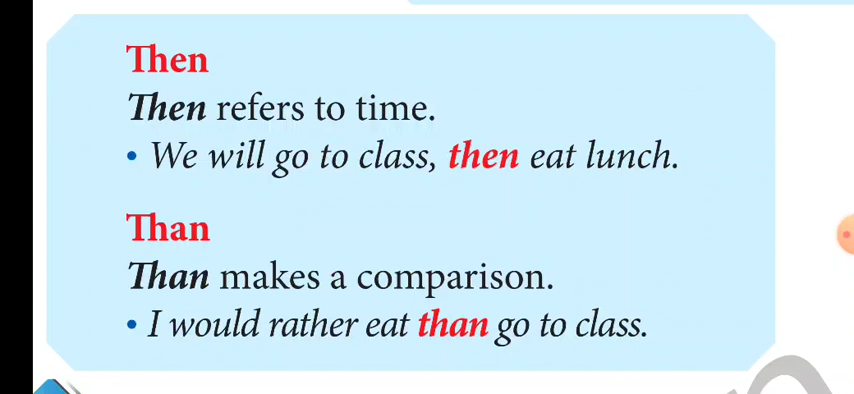 Then
Then refers to time.
• We will go to class, then eat lunch.
Than
Than makes a comparison.
• I would rather eat than go to class.